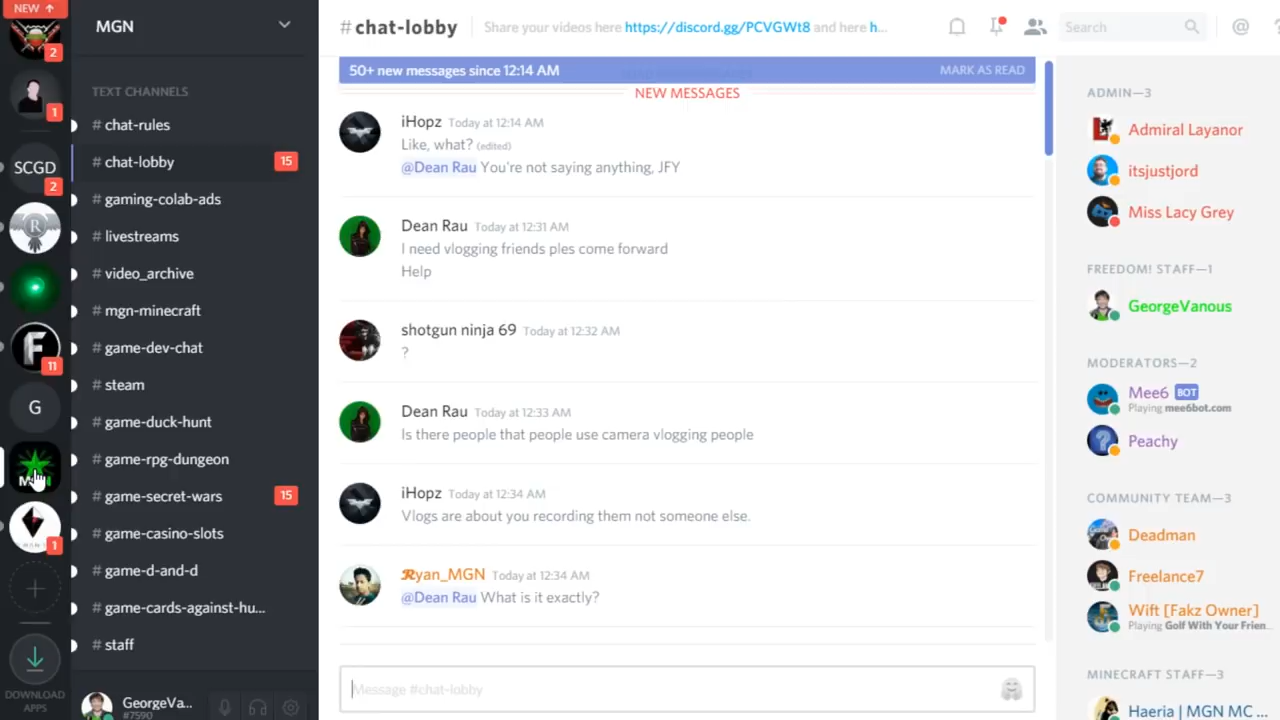 NEW ↑
2
1
SCGD
2
R
F
11
G
1
+
DOWNLOAD
APPS
MGN
TEXT CHANNELS
# chat-rules
# chat-lobby 15
# gaming-colab-ads
# livestreams
# video_archive
# mgn-minecraft
# game-dev-chat
# steam
# game-duck-hunt
# game-rpg-dungeon
# game-secret-wars 15
# game-casino-slots
# game-d-and-d
# game-cards-against-hu...
# staff
GeorgeVa...
#7590
# chat-lobby Share your videos here https://discord.gg/PCVGWt8 and here h...
Search
@
?
50+ new messages since 12:14 AM MARK AS READ
NEW MESSAGES
iHopz Today at 12:14 AM
Like, what? (edited)
@Dean Rau You're not saying anything, JFY
Dean Rau Today at 12:31 AM
I need vlogging friends ples come forward
Help
shotgun ninja 69 Today at 12:32 AM
?
Dean Rau Today at 12:33 AM
Is there people that people use camera vlogging people
iHopz Today at 12:34 AM
Vlogs are about you recording them not someone else.
Ryan_MGN Today at 12:34 AM
@Dean Rau What is it exactly?
Message #chat-lobby
ADMIN—3
Admiral Layanor
itsjustjord
Miss Lacy Grey
FREEDOM! STAFF—1
GeorgeVanous
MODERATORS—2
Mee6 BOT
Playing mee6bot.com
Peachy
COMMUNITY TEAM—3
Deadman
Freelance7
Wift [Fakz Owner]
Playing Golf With Your Frien...
MINECRAFT STAFF—3
Haeria | MGN MC ...